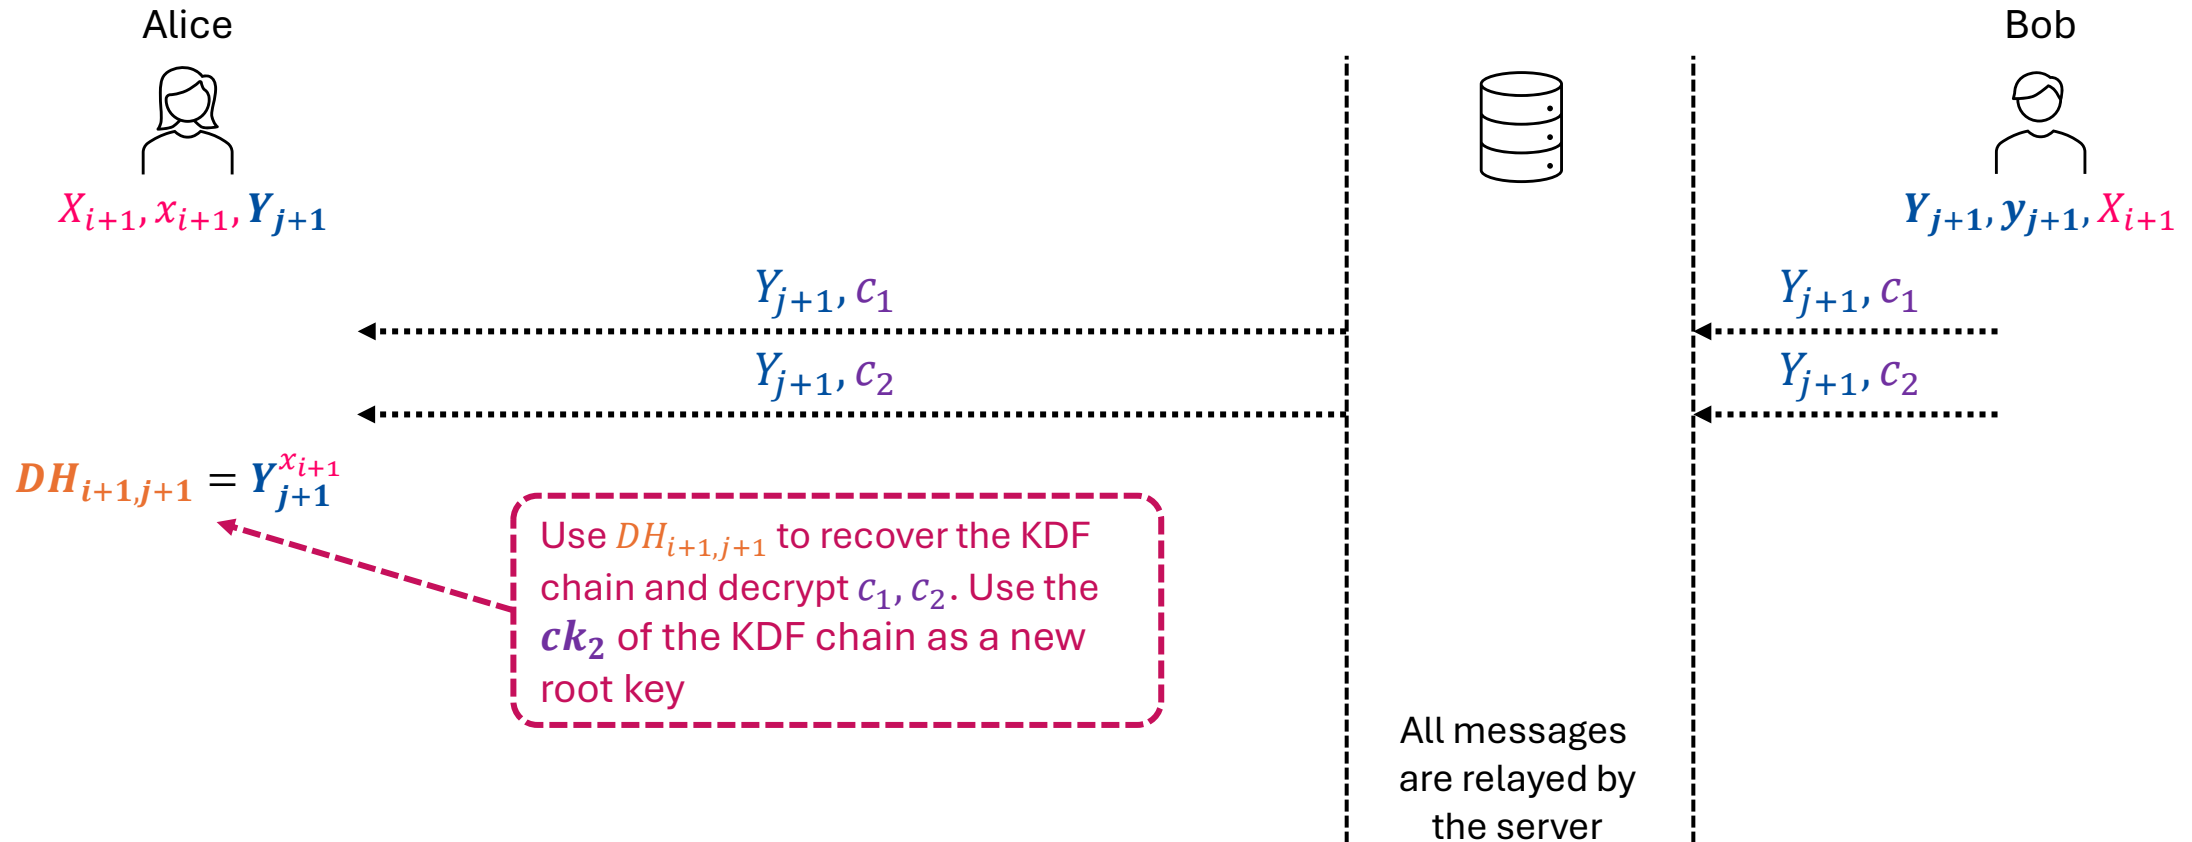 Alice
Bob
X_{i+1}, x_{i+1}, Y_{j+1}
Y_{j+1}, y_{j+1}, X_{i+1}
Y_{j+1}, c_1
Y_{j+1}, c_1
Y_{j+1}, c_2
Y_{j+1}, c_2
DH_{i+1,j+1} = Y_{j+1}^{x_{i+1}}
Use DH_{i+1,j+1} to recover the KDF
chain and decrypt c_1, c_2. Use the
ck_2 of the KDF chain as a new
root key
All messages
are relayed by
the server